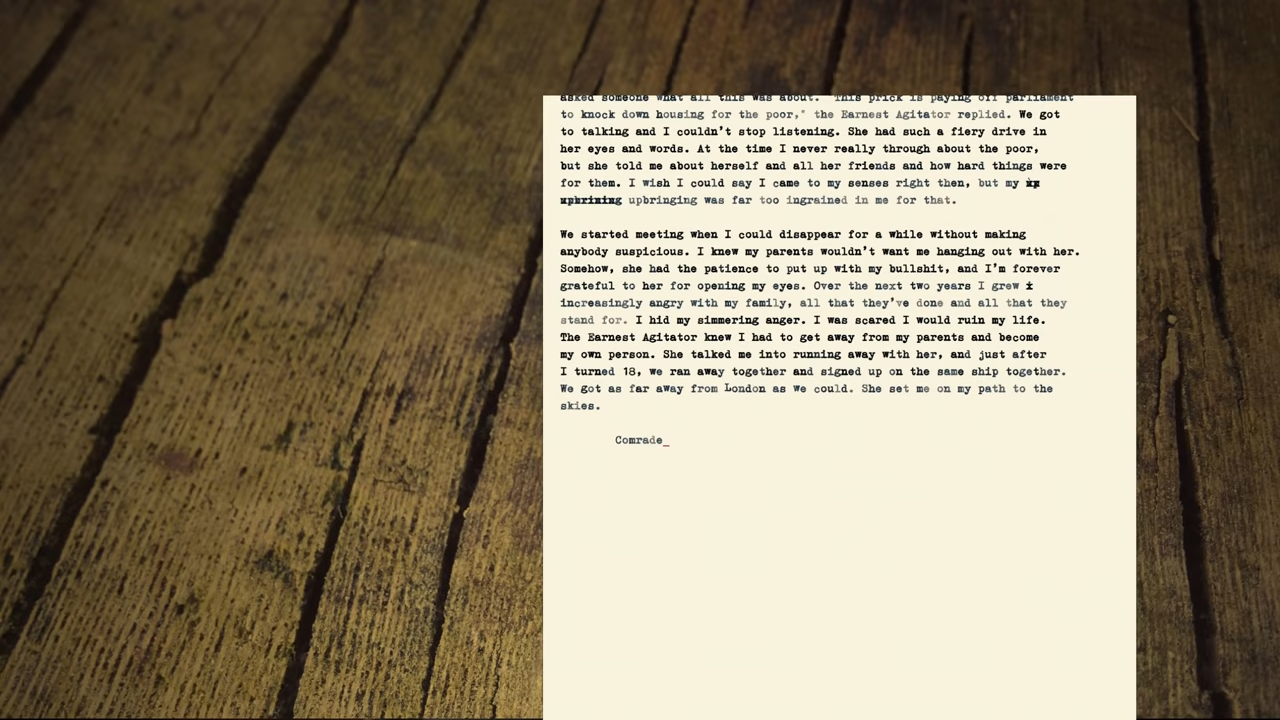 asked someone what all this was about. "This prick is paying off parliament
to knock down housing for the poor," the Earnest Agitator replied. We got
to talking and I couldn't stop listening. She had such a fiery drive in
her eyes and words. At the time I never really through about the poor,
but she told me about herself and all her friends and how hard things were
for them. I wish I could say I came to my senses right then, but my
upbringing was far too ingrained in me for that.
We started meeting when I could disappear for a while without making
anybody suspicious. I knew my parents wouldn't want me hanging out with her.
Somehow, she had the patience to put up with my bullshit, and I'm forever
grateful to her for opening my eyes. Over the next two years I grew
increasingly angry with my family, all that they've done and all that they
stand for. I hid my simmering anger. I was scared I would ruin my life.
The Earnest Agitator knew I had to get away from my parents and become
my own person. She talked me into running away with her, and just after
I turned 18, we ran away together and signed up on the same ship together.
We got as far away from London as we could. She set me on my path to the
skies.
Comrade_